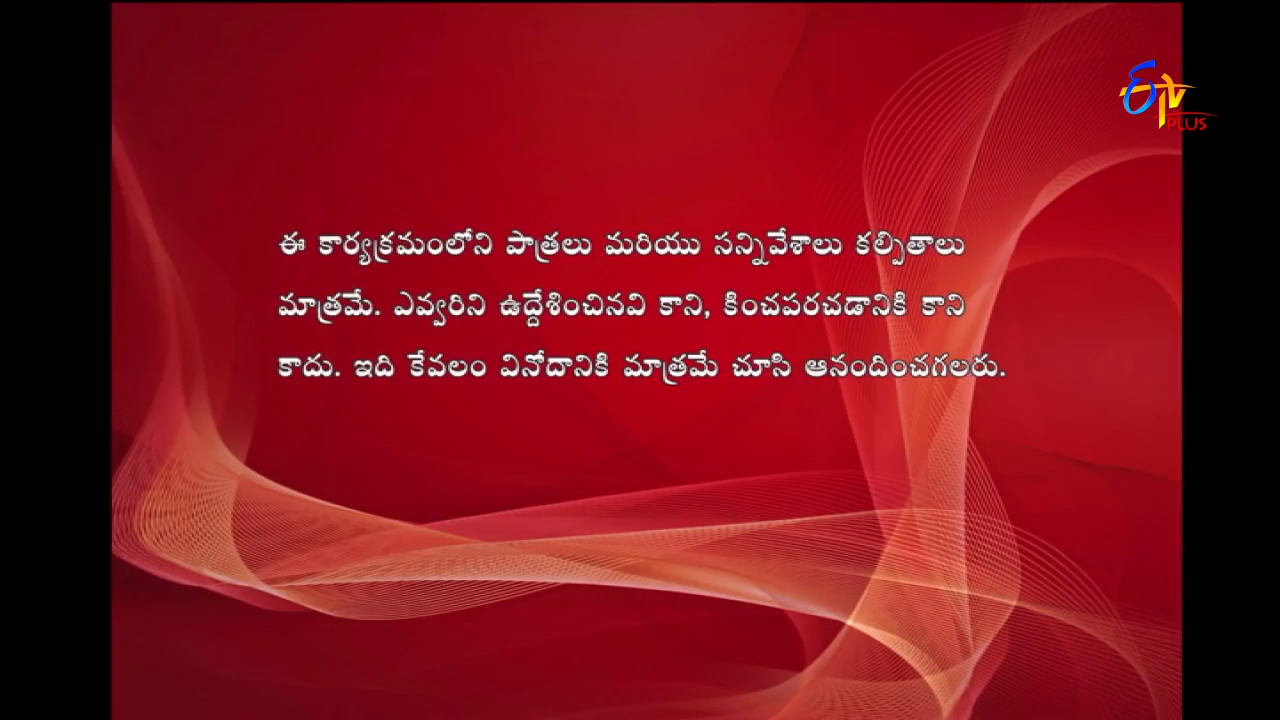 ETV
PLUS
ఈ కార్యక్రమంలోని పాత్రలు మరియు సన్నివేశాలు కల్పితాలు
మాత్రమే. ఎవ్వరిని ఉద్దేశించినవి కాని, కించపరచడానికి కాని
కాదు. ఇది కేవలం వినోదానికి మాత్రమే చూసి ఆనందించగలరు.